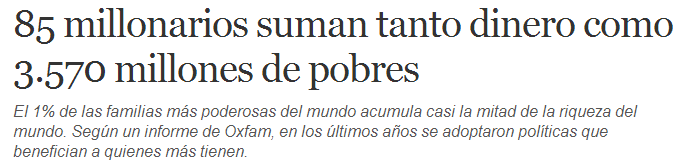 85 millonarios suman tanto dinero como
3.570 millones de pobres
El 1% de las familias más poderosas del mundo acumula casi la mitad de la riqueza del
mundo. Según un informe de Oxfam, en los últimos años se adoptaron políticas que
benefician a quienes más tienen.